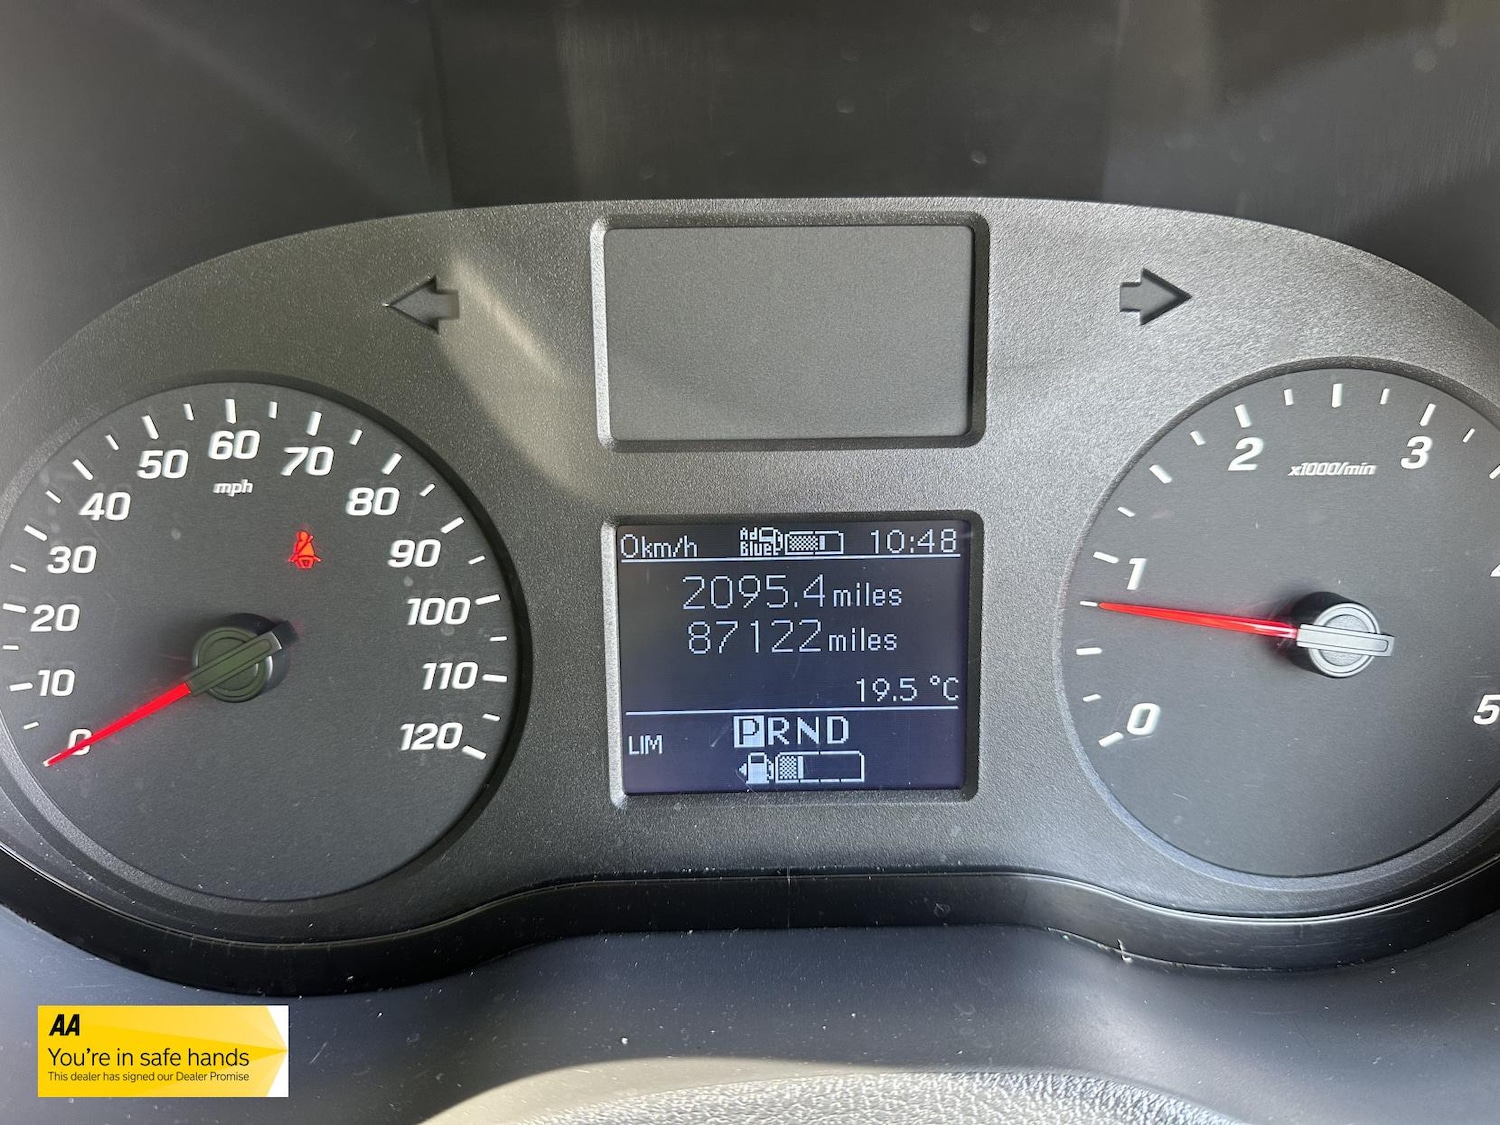 0km/h Ad Blue 10:48
2095.4 miles
87122 miles
19.5 °C
PRND
LIM
0
10
20
30
40
50
60
70
80
90
100
110
120
mph
0
1
2
3
5
x1000/min
AA
You're in safe hands
This dealer has signed our Dealer Promise